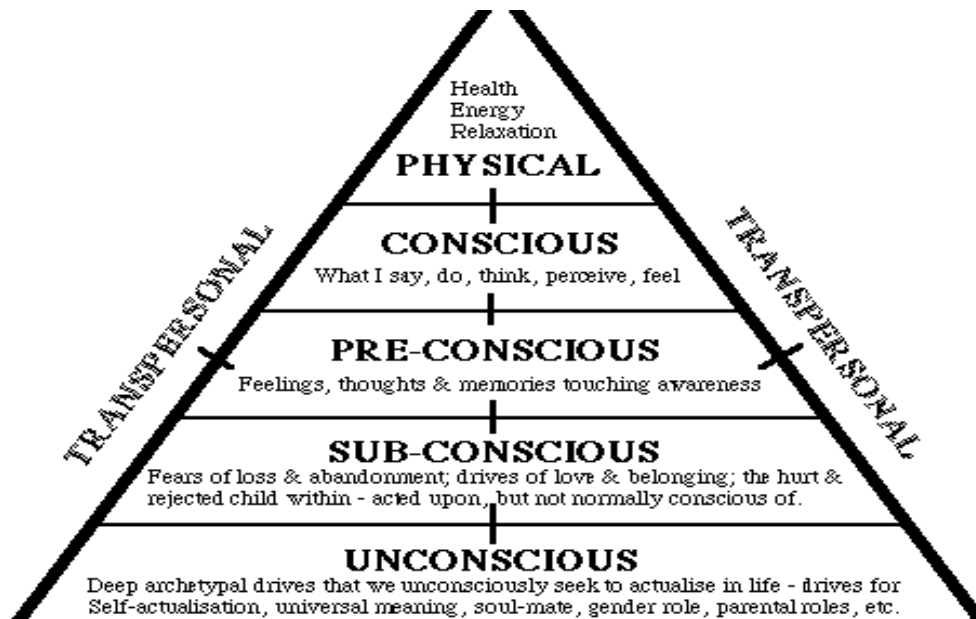 Health
Energy
Relaxation
PHYSICAL
CONSCIOUS
What I say, do, think, perceive, feel
TRANSPERSONAL
TRANSPERSONAL
PRE-CONSCIOUS
Feelings, thoughts & memories touching awareness
SUB-CONSCIOUS
Fears of loss & abandonment; drives of love & belonging; the hurt &
rejected child within - acted upon, but not normally conscious of.
UNCONSCIOUS
Deep archetypal drives that we unconsciously seek to actualise in life - drives for
Self-actualisation, universal meaning, soul-mate, gender role, parental roles, etc.